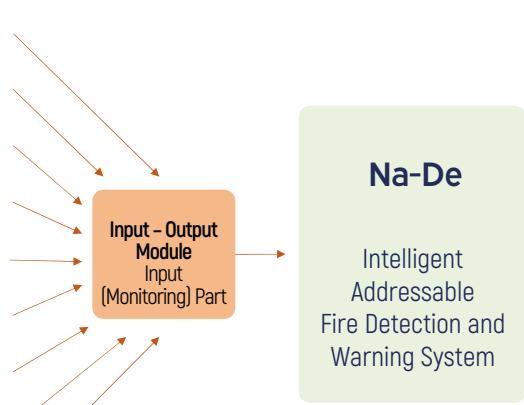 Input – Output
Module
Input
(Monitoring) Part
Na-De
Intelligent
Addressable
Fire Detection and
Warning System